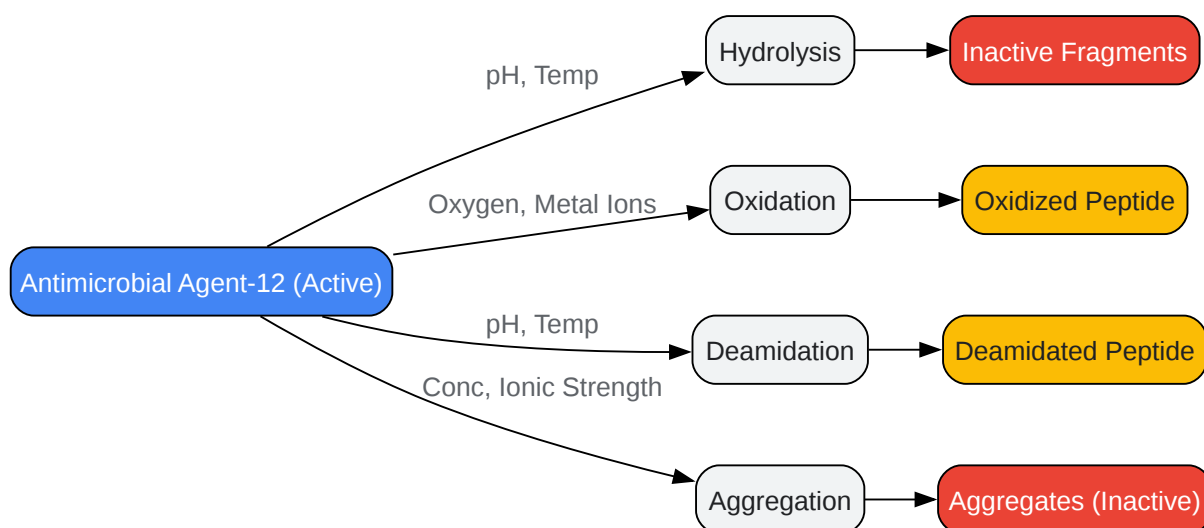 Hydrolysis
Inactive Fragments
pH, Temp
Oxidation
Oxidized Peptide
Oxygen, Metal Ions
Antimicrobial Agent-12 (Active)
pH, Temp
Deamidation
Deamidated Peptide
Conc, Ionic Strength
Aggregation
Aggregates (Inactive)